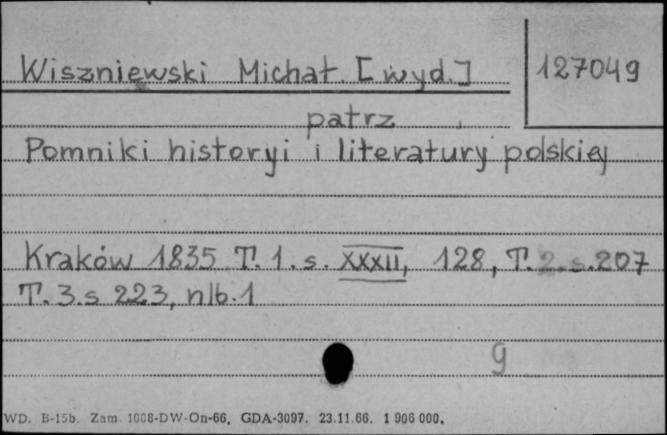 Wiszniewski Michał [wyd.]
127049
patrz
Pomniki historyi i literatury polskiej
Kraków 1835 T. 1. s. XXXII, 128, T. 2. s. 207
T. 3. s 223, nlb. 1
g
WD. B-15b. Zam. 1008-DW-On-66. GDA-3097. 23.11.66. 1 906 000.